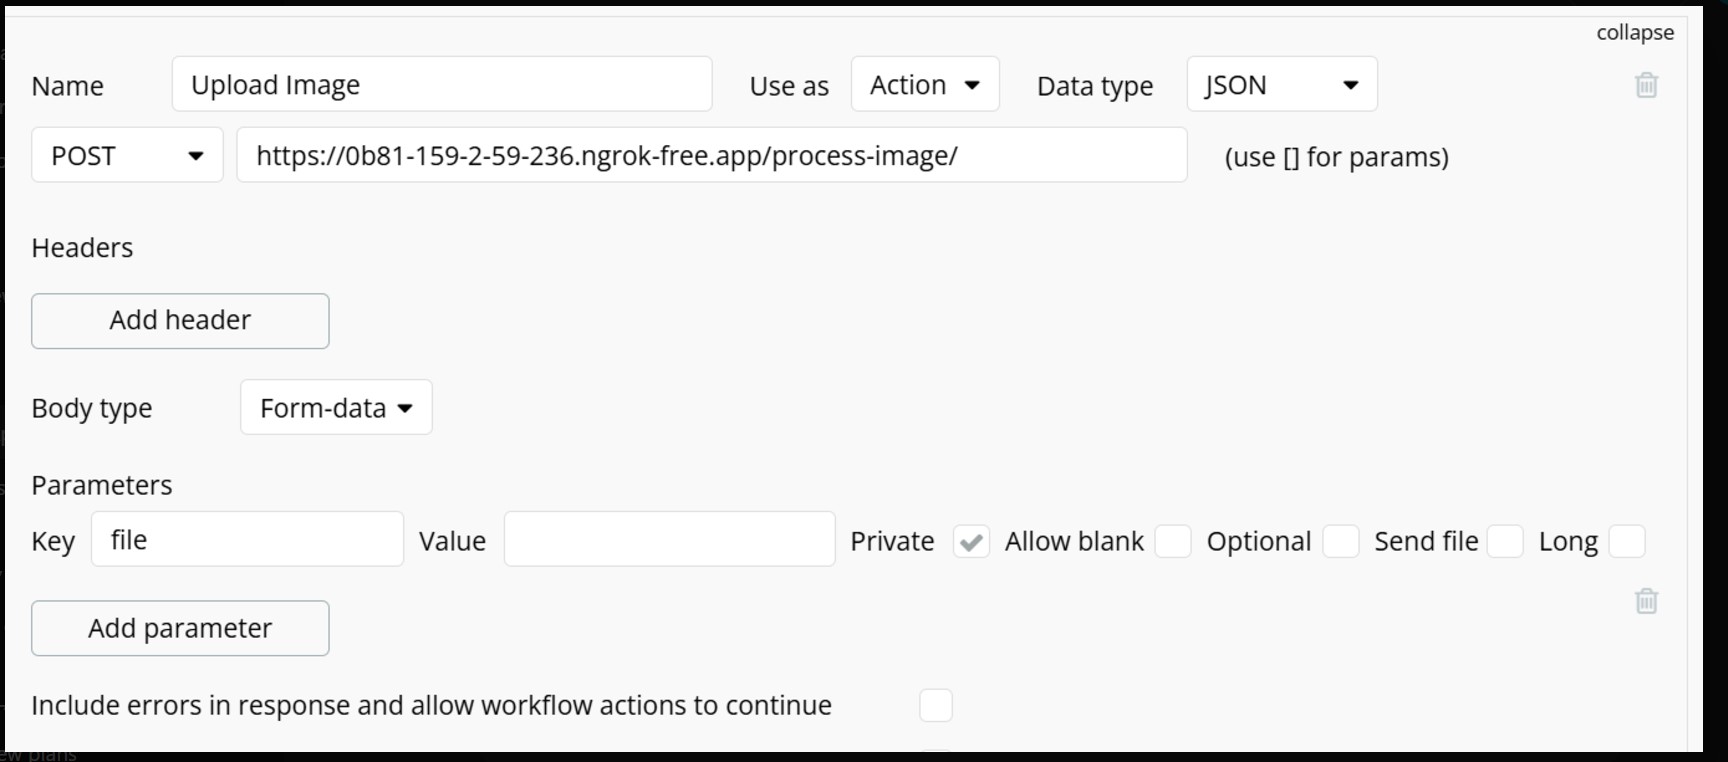 collapse
Name Upload Image Use as Action Data type JSON
POST https://0b81-159-2-59-236.ngrok-free.app/process-image/ (use [] for params)
Headers
Add header
Body type Form-data
Parameters
Key file Value Private Allow blank Optional Send file Long
Add parameter
Include errors in response and allow workflow actions to continue